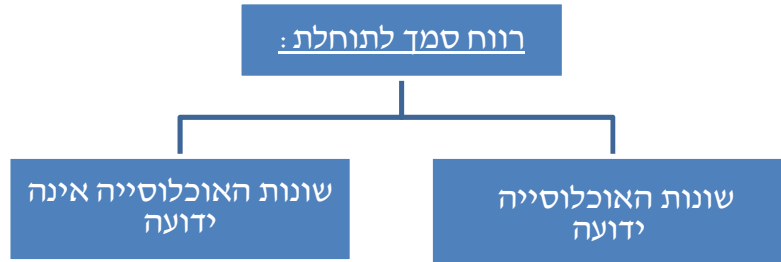 רווח סמך לתוחלת :
שונות האוכלוסייה
ידועה
שונות האוכלוסייה אינה
ידועה